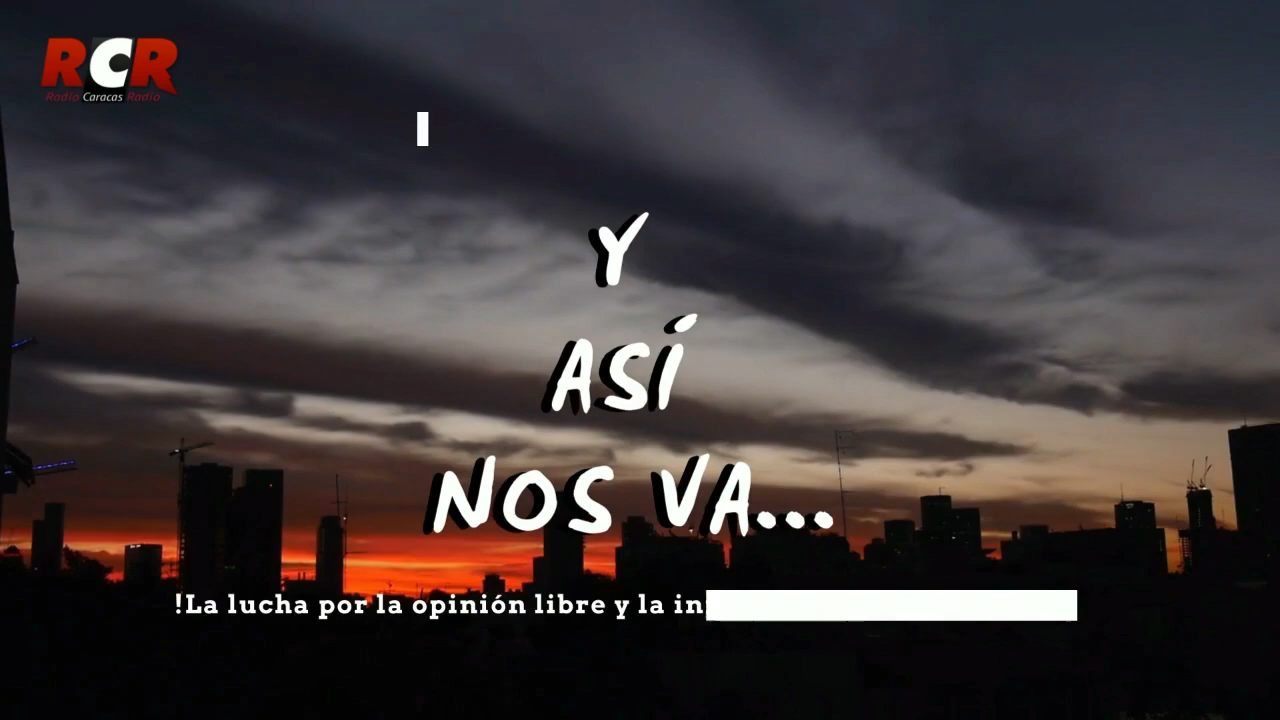 RCR
Radio Caracas Radio
Y
ASÍ
NOS VA...
!La lucha por la opinión libre y la in